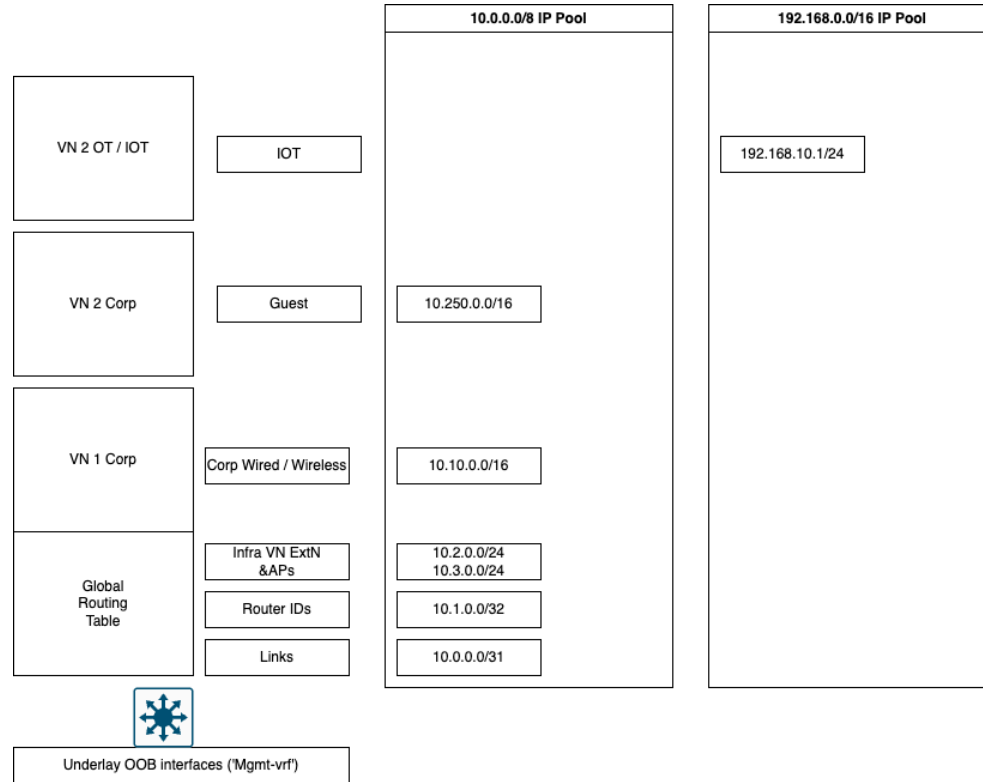 10.0.0.0/8 IP Pool
192.168.0.0/16 IP Pool
VN 2 OT / IOT
IOT
192.168.10.1/24
VN 2 Corp
Guest
10.250.0.0/16
VN 1 Corp
Corp Wired / Wireless
10.10.0.0/16
Global
Routing
Table
Infra VN ExtN
&APs
10.2.0.0/24
10.3.0.0/24
Router IDs
10.1.0.0/32
Links
10.0.0.0/31
Underlay OOB interfaces ('Mgmt-vrf')